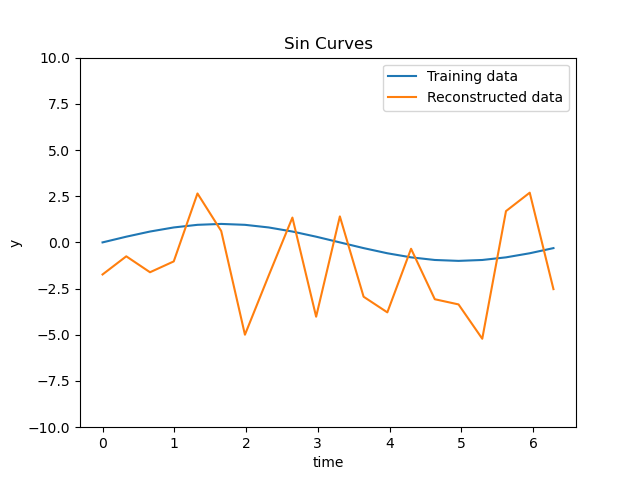 Sin Curves
Training data
Reconstructed data
10.0
7.5
5.0
2.5
0.0
−2.5
−5.0
−7.5
−10.0
y
0 1 2 3 4 5 6
time